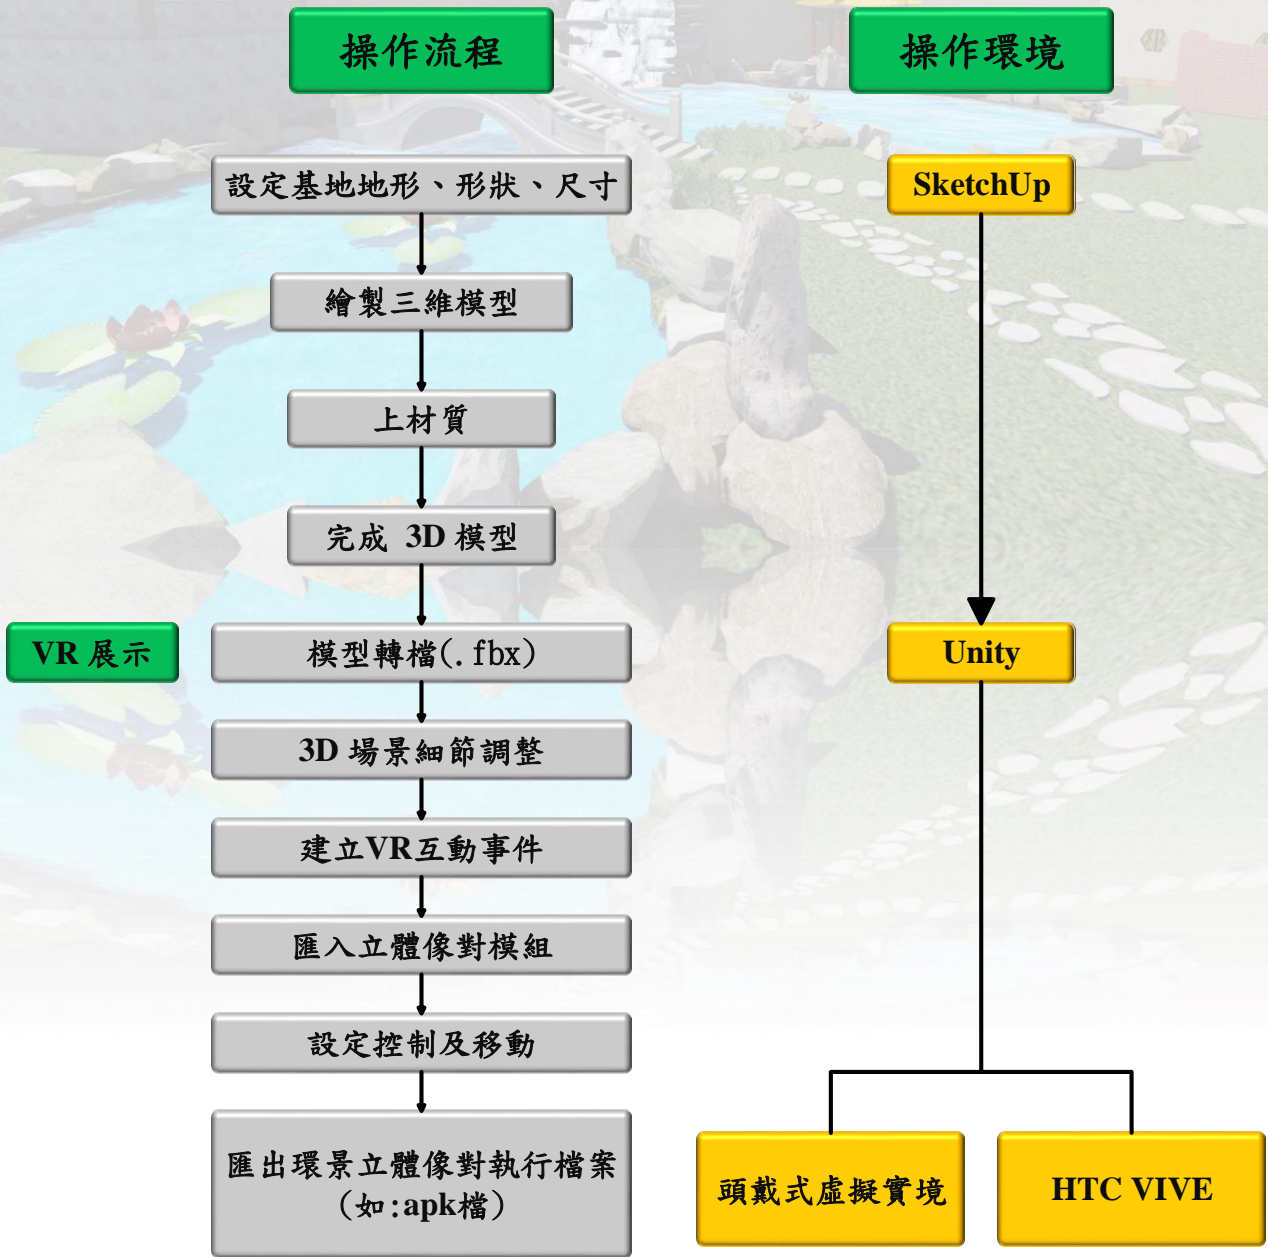 操作流程
操作環境
設定基地地形、形狀、尺寸
SketchUp
繪製三維模型
上材質
完成 3D 模型
VR 展示
模型轉檔(.fbx)
Unity
3D 場景細節調整
建立VR互動事件
匯入立體像對模組
設定控制及移動
匯出環景立體像對執行檔案
(如:apk檔)
頭戴式虛擬實境
HTC VIVE